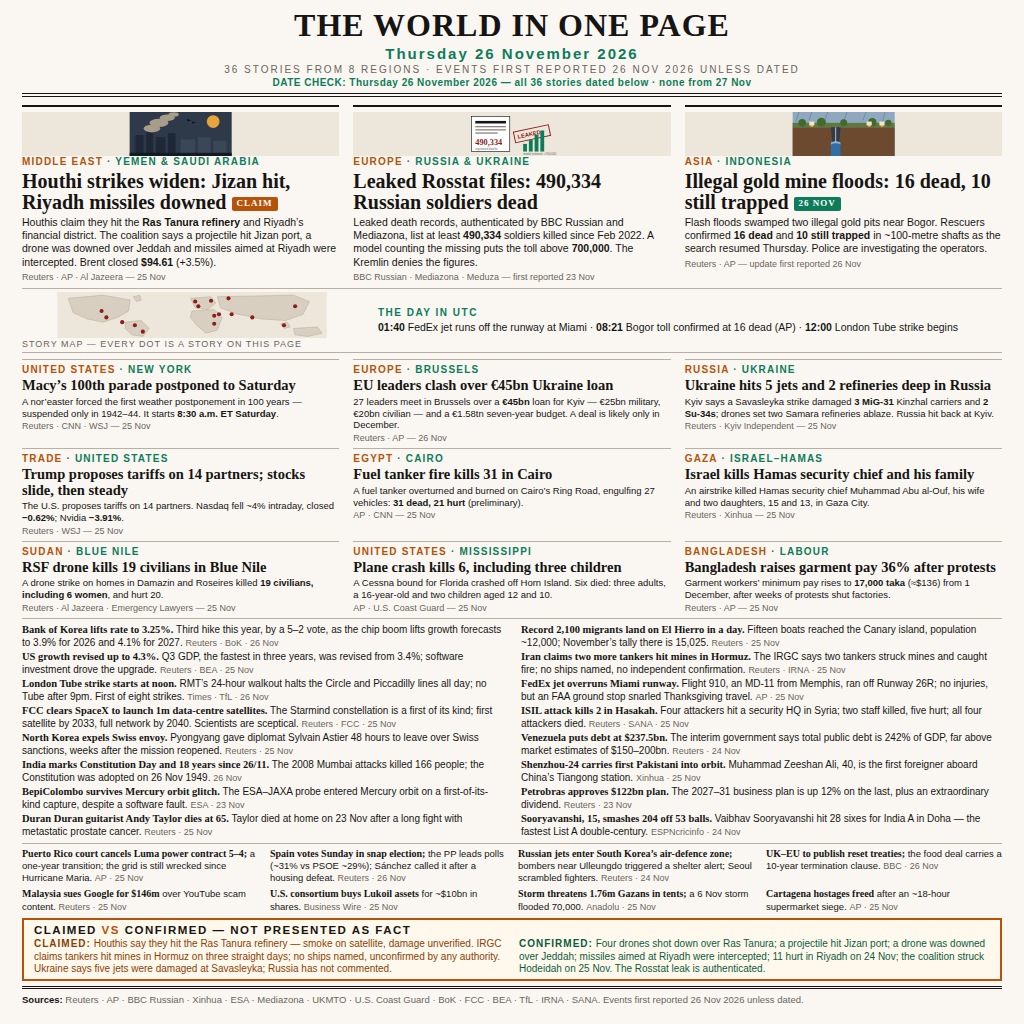 THE WORLD IN ONE PAGE
Thursday 26 November 2026
36 STORIES FROM 8 REGIONS · EVENTS FIRST REPORTED 26 NOV 2026 UNLESS DATED
DATE CHECK: Thursday 26 November 2026 — all 36 stories dated below · none from 27 Nov
490,334
LEAKED
MIDDLE EAST · YEMEN & SAUDI ARABIA
Houthi strikes widen: Jizan hit,
Riyadh missiles downed CLAIM
Houthis claim they hit the Ras Tanura refinery and Riyadh’s
financial district. The coalition says a projectile hit Jizan port, a
drone was downed over Jeddah and missiles aimed at Riyadh were
intercepted. Brent closed $94.61 (+3.5%).
Reuters · AP · Al Jazeera — 25 Nov
EUROPE · RUSSIA & UKRAINE
Leaked Rosstat files: 490,334
Russian soldiers dead
Leaked death records, authenticated by BBC Russian and
Mediazona, list at least 490,334 soldiers killed since Feb 2022. A
model counting the missing puts the toll above 700,000. The
Kremlin denies the figures.
BBC Russian · Mediazona · Meduza — first reported 23 Nov
ASIA · INDONESIA
Illegal gold mine floods: 16 dead, 10
still trapped 26 NOV
Flash floods swamped two illegal gold pits near Bogor. Rescuers
confirmed 16 dead and 10 still trapped in ~100-metre shafts as the
search resumed Thursday. Police are investigating the operators.
Reuters · AP — update first reported 26 Nov
STORY MAP — EVERY DOT IS A STORY ON THIS PAGE
THE DAY IN UTC
01:40 FedEx jet runs off the runway at Miami · 08:21 Bogor toll confirmed at 16 dead (AP) · 12:00 London Tube strike begins
UNITED STATES · NEW YORK
Macy’s 100th parade postponed to Saturday
A nor’easter forced the first weather postponement in 100 years —
suspended only in 1942–44. It starts 8:30 a.m. ET Saturday.
Reuters · CNN · WSJ — 25 Nov
EUROPE · BRUSSELS
EU leaders clash over €45bn Ukraine loan
27 leaders meet in Brussels over a €45bn loan for Kyiv — €25bn military,
€20bn civilian — and a €1.58tn seven-year budget. A deal is likely only in
December.
Reuters · AP — 26 Nov
RUSSIA · UKRAINE
Ukraine hits 5 jets and 2 refineries deep in Russia
Kyiv says a Savasleyka strike damaged 3 MiG-31 Kinzhal carriers and 2
Su-34s; drones set two Samara refineries ablaze. Russia hit back at Kyiv.
Reuters · Kyiv Independent — 25 Nov
TRADE · UNITED STATES
Trump proposes tariffs on 14 partners; stocks
slide, then steady
The U.S. proposes tariffs on 14 partners. Nasdaq fell ~4% intraday, closed
−0.62%; Nvidia −3.91%.
Reuters · WSJ — 25 Nov
EGYPT · CAIRO
Fuel tanker fire kills 31 in Cairo
A fuel tanker overturned and burned on Cairo’s Ring Road, engulfing 27
vehicles: 31 dead, 21 hurt (preliminary).
AP · CNN — 25 Nov
GAZA · ISRAEL–HAMAS
Israel kills Hamas security chief and his family
An airstrike killed Hamas security chief Muhammad Abu al-Ouf, his wife
and two daughters, 15 and 13, in Gaza City.
Reuters · Xinhua — 25 Nov
SUDAN · BLUE NILE
RSF drone kills 19 civilians in Blue Nile
A drone strike on homes in Damazin and Roseires killed 19 civilians,
including 6 women, and hurt 20.
Reuters · Al Jazeera · Emergency Lawyers — 25 Nov
UNITED STATES · MISSISSIPPI
Plane crash kills 6, including three children
A Cessna bound for Florida crashed off Horn Island. Six died: three adults,
a 16-year-old and two children aged 12 and 10.
AP · U.S. Coast Guard — 25 Nov
BANGLADESH · LABOUR
Bangladesh raises garment pay 36% after protests
Garment workers’ minimum pay rises to 17,000 taka (≈$136) from 1
December, after weeks of protests shut factories.
Reuters · AP — 25 Nov
Bank of Korea lifts rate to 3.25%. Third hike this year, by a 5–2 vote, as the chip boom lifts growth forecasts
to 3.9% for 2026 and 4.1% for 2027. Reuters · BoK · 26 Nov
US growth revised up to 4.3%. Q3 GDP, the fastest in three years, was revised from 3.4%; software
investment drove the upgrade. Reuters · BEA · 25 Nov
London Tube strike starts at noon. RMT’s 24-hour walkout halts the Circle and Piccadilly lines all day; no
Tube after 9pm. First of eight strikes. Times · TfL · 26 Nov
FCC clears SpaceX to launch 1m data-centre satellites. The Starmind constellation is a first of its kind; first
satellite by 2033, full network by 2040. Scientists are sceptical. Reuters · FCC · 25 Nov
North Korea expels Swiss envoy. Pyongyang gave diplomat Sylvain Astier 48 hours to leave over Swiss
sanctions, weeks after the mission reopened. Reuters · 25 Nov
India marks Constitution Day and 18 years since 26/11. The 2008 Mumbai attacks killed 166 people; the
Constitution was adopted on 26 Nov 1949. 26 Nov
BepiColombo survives Mercury orbit glitch. The ESA–JAXA probe entered Mercury orbit on a first-of-its-
kind capture, despite a software fault. ESA · 23 Nov
Duran Duran guitarist Andy Taylor dies at 65. Taylor died at home on 23 Nov after a long fight with
metastatic prostate cancer. Reuters · 25 Nov
Record 2,100 migrants land on El Hierro in a day. Fifteen boats reached the Canary island, population
~12,000; November’s tally there is 15,025. Reuters · 25 Nov
Iran claims two more tankers hit mines in Hormuz. The IRGC says two tankers struck mines and caught
fire; no ships named, no independent confirmation. Reuters · IRNA · 25 Nov
FedEx jet overruns Miami runway. Flight 910, an MD-11 from Memphis, ran off Runway 26R; no injuries,
but an FAA ground stop snarled Thanksgiving travel. AP · 25 Nov
ISIL attack kills 2 in Hasakah. Four attackers hit a security HQ in Syria; two staff killed, five hurt; all four
attackers died. Reuters · SANA · 25 Nov
Venezuela puts debt at $237.5bn. The interim government says total public debt is 242% of GDP, far above
market estimates of $150–200bn. Reuters · 24 Nov
Shenzhou-24 carries first Pakistani into orbit. Muhammad Zeeshan Ali, 40, is the first foreigner aboard
China’s Tiangong station. Xinhua · 25 Nov
Petrobras approves $122bn plan. The 2027–31 business plan is up 12% on the last, plus an extraordinary
dividend. Reuters · 23 Nov
Sooryavanshi, 15, smashes 204 off 53 balls. Vaibhav Sooryavanshi hit 28 sixes for India A in Doha — the
fastest List A double-century. ESPNcricinfo · 24 Nov
Puerto Rico court cancels Luma power contract 5–4; a
one-year transition; the grid is still wrecked since
Hurricane Maria. AP · 25 Nov
Spain votes Sunday in snap election; the PP leads polls
(~31% vs PSOE ~29%); Sánchez called it after a
housing defeat. Reuters · 26 Nov
Russian jets enter South Korea’s air-defence zone;
bombers near Ulleungdo triggered a shelter alert; Seoul
scrambled fighters. Reuters · 24 Nov
UK–EU to publish reset treaties; the food deal carries a
10-year termination clause. BBC · 26 Nov
Malaysia sues Google for $146m over YouTube scam
content. Reuters · 25 Nov
U.S. consortium buys Lukoil assets for ~$10bn in
shares. Business Wire · 25 Nov
Storm threatens 1.76m Gazans in tents; a 6 Nov storm
flooded 70,000. Anadolu · 25 Nov
Cartagena hostages freed after an ~18-hour
supermarket siege. AP · 25 Nov
CLAIMED VS CONFIRMED — NOT PRESENTED AS FACT
CLAIMED: Houthis say they hit the Ras Tanura refinery — smoke on satellite, damage unverified. IRGC
claims tankers hit mines in Hormuz on three straight days; no ships named, unconfirmed by any authority.
Ukraine says five jets were damaged at Savasleyka; Russia has not commented.
CONFIRMED: Four drones shot down over Ras Tanura; a projectile hit Jizan port; a drone was downed
over Jeddah; missiles aimed at Riyadh were intercepted; 11 hurt in Riyadh on 24 Nov; the coalition struck
Hodeidah on 25 Nov. The Rosstat leak is authenticated.
Sources: Reuters · AP · BBC Russian · Xinhua · ESA · Mediazona · UKMTO · U.S. Coast Guard · BoK · FCC · BEA · TfL · IRNA · SANA. Events first reported 26 Nov 2026 unless dated.